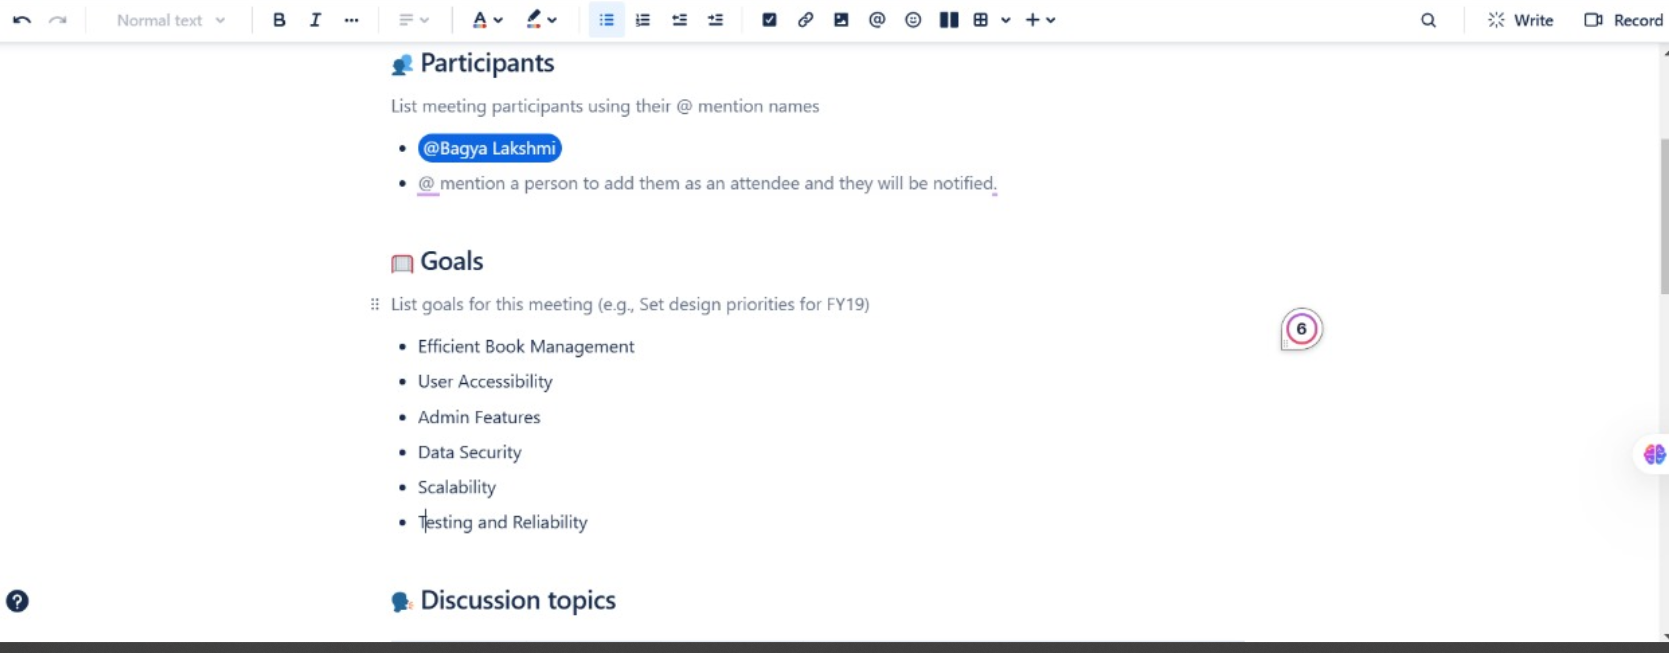 Normal text B I ... A @ Write Record
Participants
List meeting participants using their @ mention names
@Bagya Lakshmi
@ mention a person to add them as an attendee and they will be notified.
Goals
List goals for this meeting (e.g., Set design priorities for FY19)
6
Efficient Book Management
User Accessibility
Admin Features
Data Security
Scalability
Testing and Reliability
?
Discussion topics